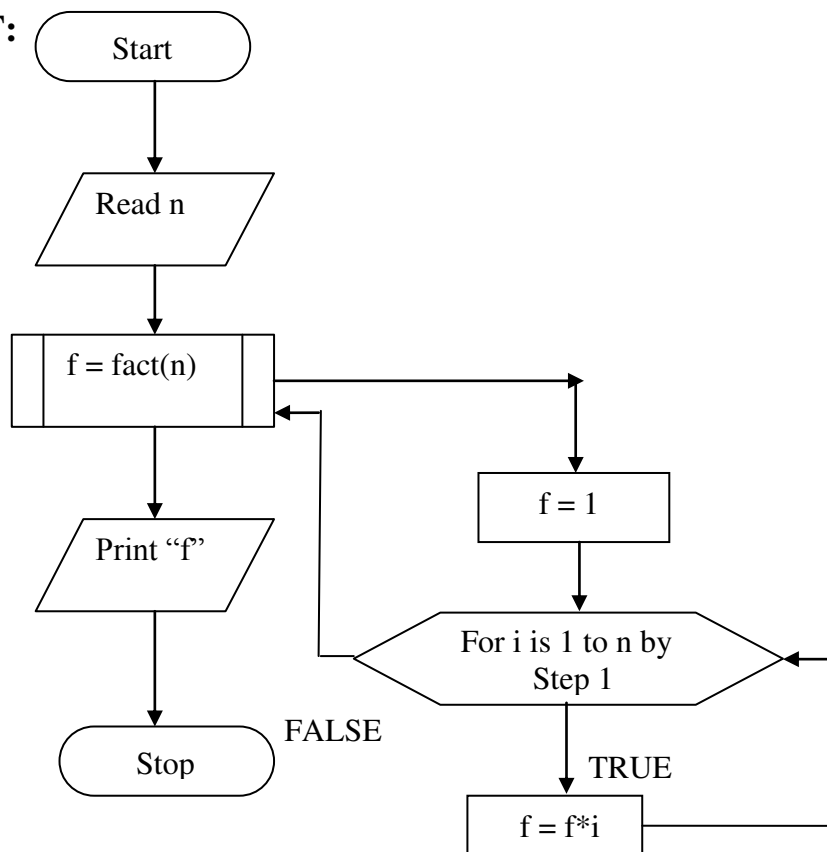 T:
Start
Read n
f = fact(n)
f = 1
Print “f”
For i is 1 to n by
Step 1
FALSE
Stop
TRUE
f = f*i